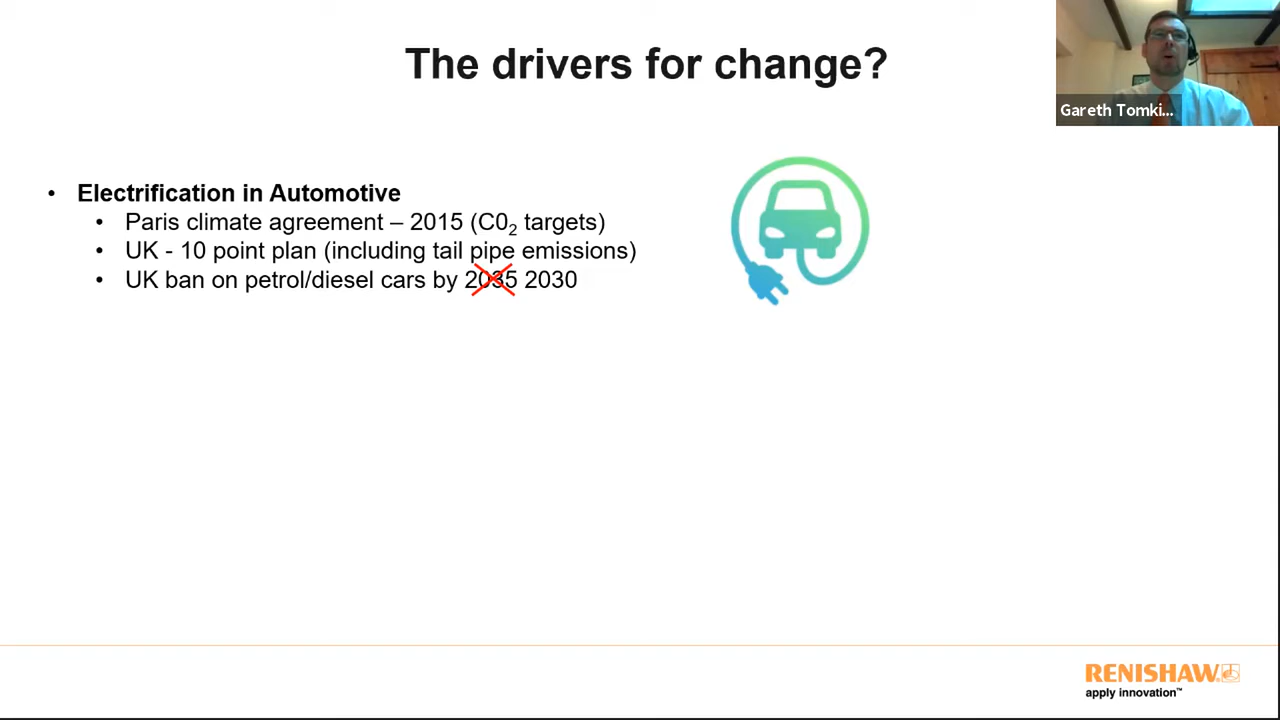 The drivers for change?
Gareth Tomki...
• Electrification in Automotive
• Paris climate agreement – 2015 (C0₂ targets)
• UK - 10 point plan (including tail pipe emissions)
• UK ban on petrol/diesel cars by 2035 2030
RENISHAW
apply innovation™